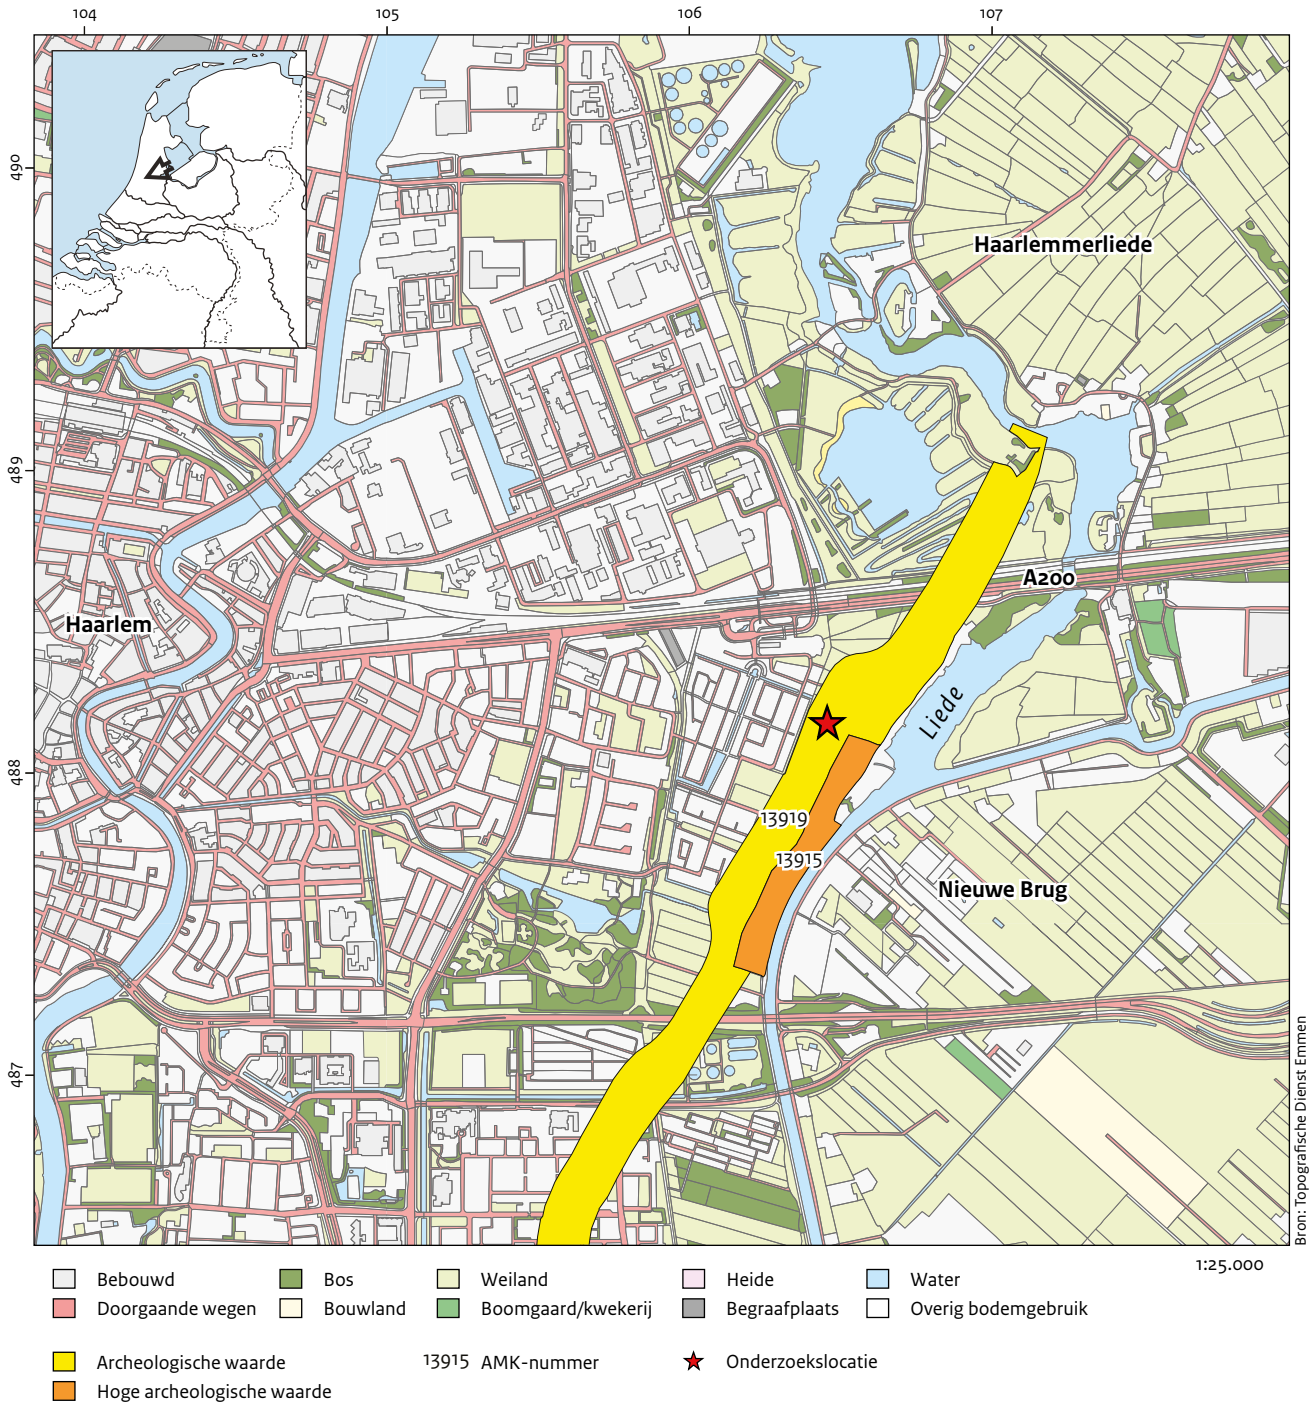 104 105 106 107
490
489
488
487
Haarlemmerliede
A200
Haarlem
Liede
13919
13915
Nieuwe Brug
Bron: Topografische Dienst Emmen
1:25.000
Bebouwd Bos Weiland Heide Water
Doorgaande wegen Bouwland Boomgaard/kwekerij Begraafplaats Overig bodemgebruik
Archeologische waarde 13915 AMK-nummer Onderzoekslocatie
Hoge archeologische waarde